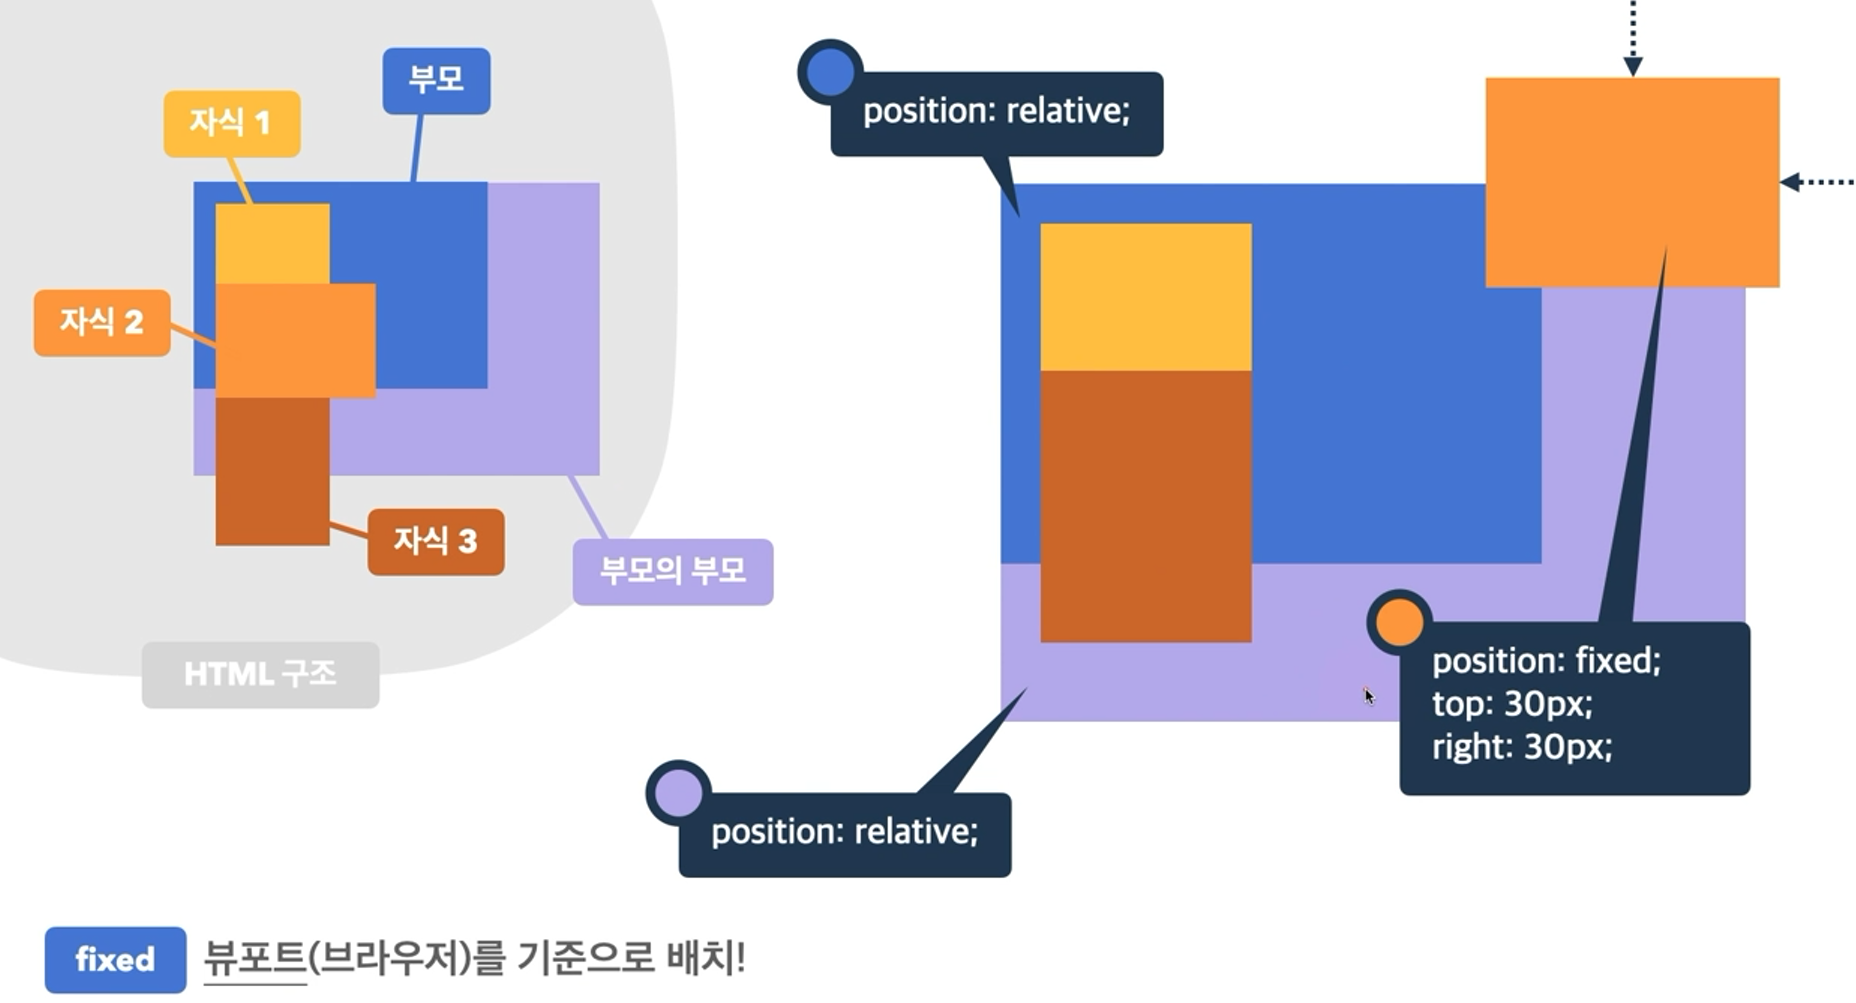 부모
자식 1
자식 2
자식 3
부모의 부모
HTML 구조
position: relative;
position: fixed;
top: 30px;
right: 30px;
position: relative;
fixed 뷰포트(브라우저)를 기준으로 배치!